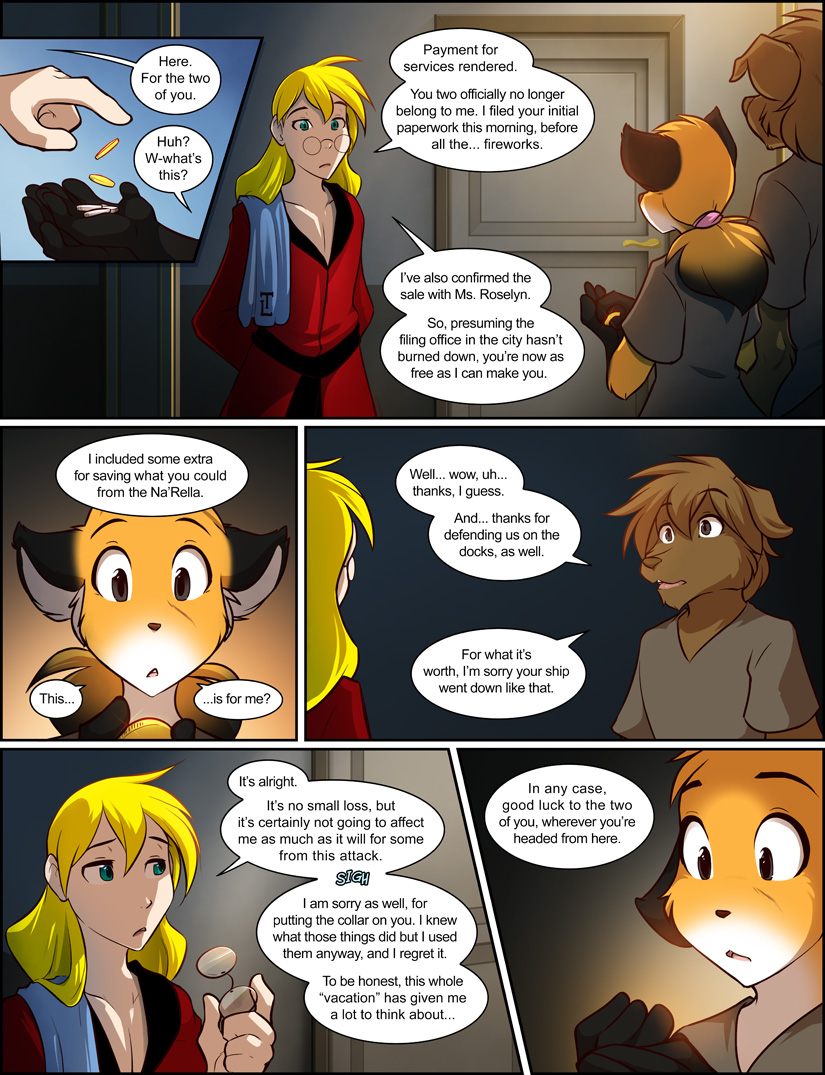 Here.
For the two
of you.
Huh?
W-what's
this?
Payment for
services rendered.
You two officially no longer
belong to me. I filed your initial
paperwork this morning, before
all the... fireworks.
I've also confirmed the
sale with Ms. Roselyn.
So, presuming the
filing office in the city hasn't
burned down, you're now as
free as I can make you.
I included some extra
for saving what you could
from the Na'Rella.
This...
...is for me?
Well... wow, uh...
thanks, I guess.
And... thanks for
defending us on the
docks, as well.
For what it's
worth, I'm sorry your ship
went down like that.
It's alright.
It's no small loss, but
it's certainly not going to affect
me as much as it will for some
from this attack.
SIGH
I am sorry as well, for
putting the collar on you. I knew
what those things did but I used
them anyway, and I regret it.
To be honest, this whole
“vacation” has given me
a lot to think about...
In any case,
good luck to the two
of you, wherever you're
headed from here.